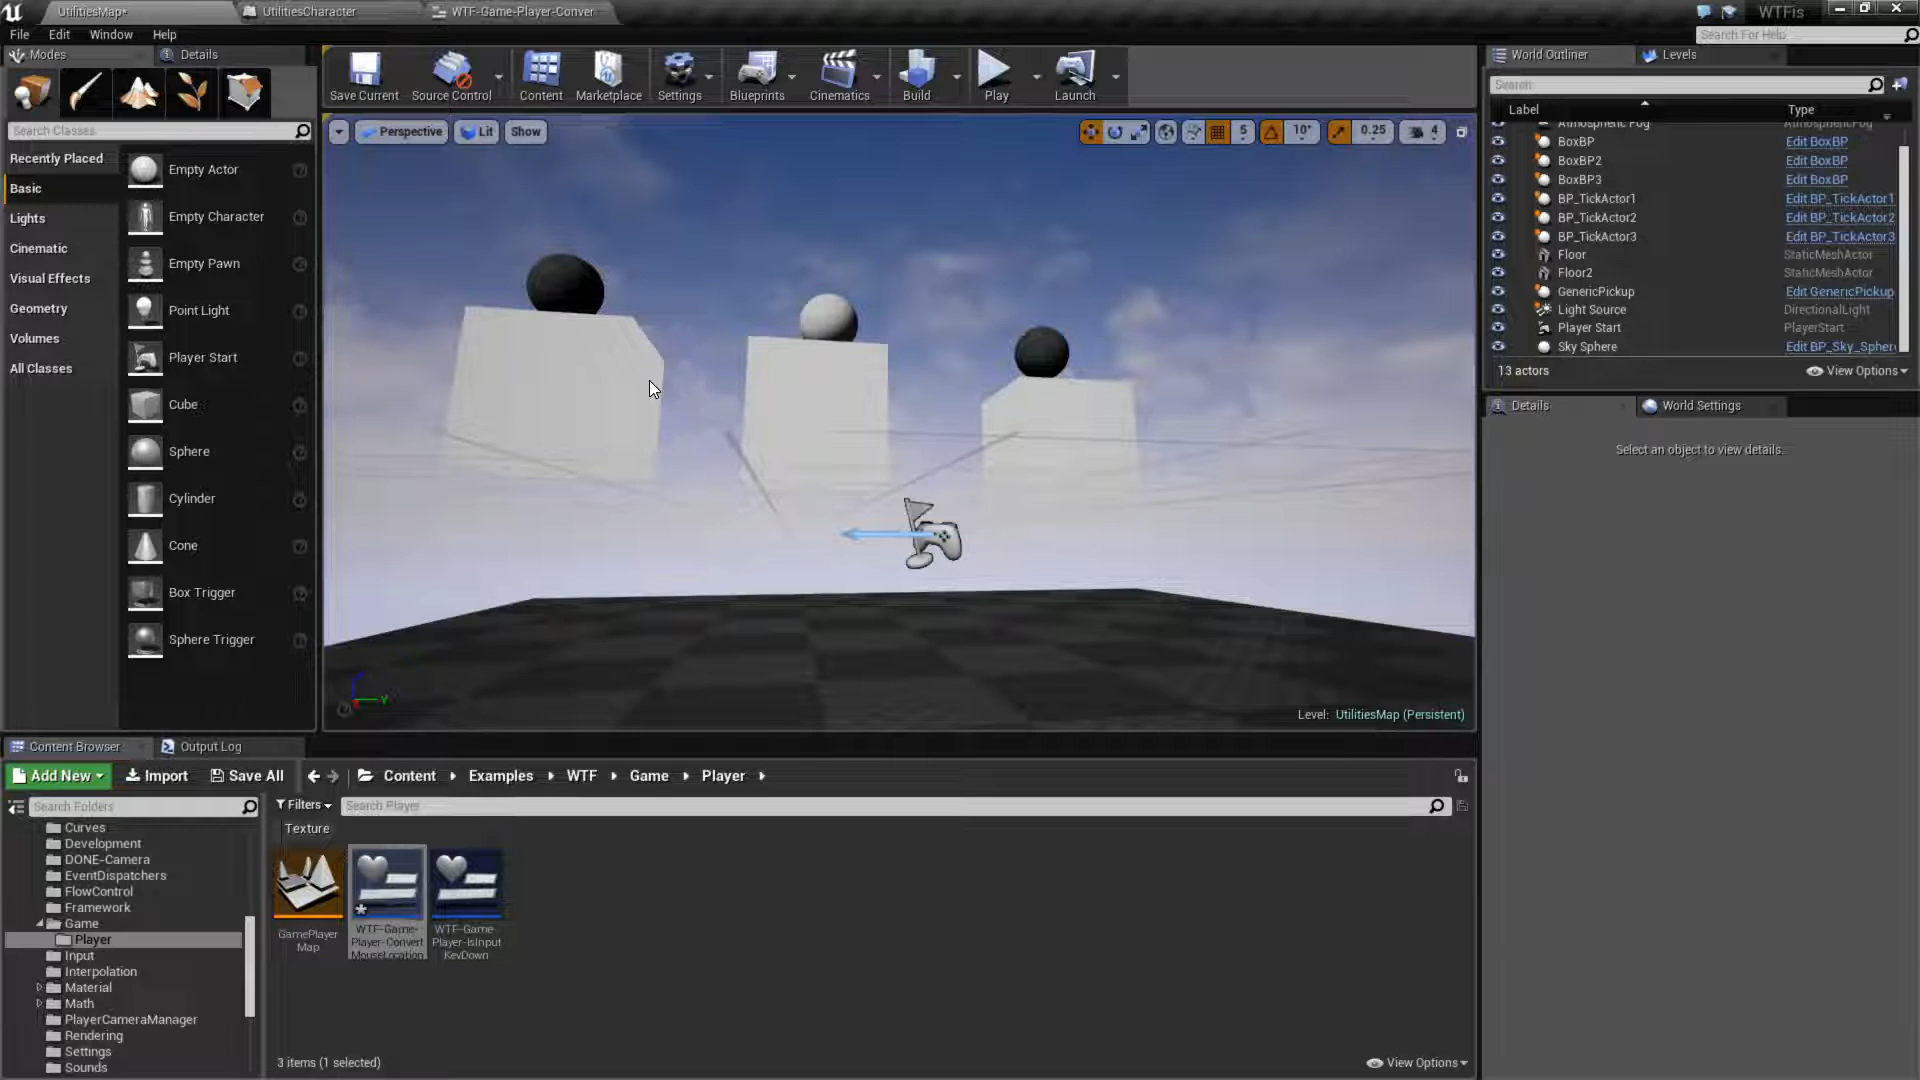 UtilitiesMap*
UtilitiesCharacter
WTF-Game-Player-Conver
WTFis
File Edit Window Help
Search For Help
Modes
Details
Save Current
Source Control
Content
Marketplace
Settings
Blueprints
Cinematics
Build
Play
Launch
World Outliner
Levels
Search
Label
Type
Search Classes
Perspective
Lit
Show
5
10°
0.25
4
Recently Placed
Basic
Lights
Cinematic
Visual Effects
Geometry
Volumes
All Classes
Empty Actor
Empty Character
Empty Pawn
Point Light
Player Start
Cube
Sphere
Cylinder
Cone
Box Trigger
Sphere Trigger
Atmospheric Fog AtmosphericFog
BoxBP Edit BoxBP
BoxBP2 Edit BoxBP
BoxBP3 Edit BoxBP
BP_TickActor1 Edit BP_TickActor1
BP_TickActor2 Edit BP_TickActor2
BP_TickActor3 Edit BP_TickActor3
Floor StaticMeshActor
Floor2 StaticMeshActor
GenericPickup Edit GenericPickup
Light Source DirectionalLight
Player Start PlayerStart
Sky Sphere Edit BP_Sky_Spher
13 actors
View Options
Details
World Settings
Select an object to view details.
Y
Level: UtilitiesMap (Persistent)
Content Browser
Output Log
Add New
Import
Save All
Content
Examples
WTF
Game
Player
Search Folders
Filters
Search Player
Texture
Curves
Development
DONE-Camera
EventDispatchers
FlowControl
Framework
Game
Player
Input
Interpolation
Material
Math
PlayerCameraManager
Rendering
Settings
Sounds
GamePlayer
Map
WTF-Game-
Player-Convert
MouseLocation
WTF-Game-
Player-IsInput
KeyDown
3 items (1 selected)
View Options